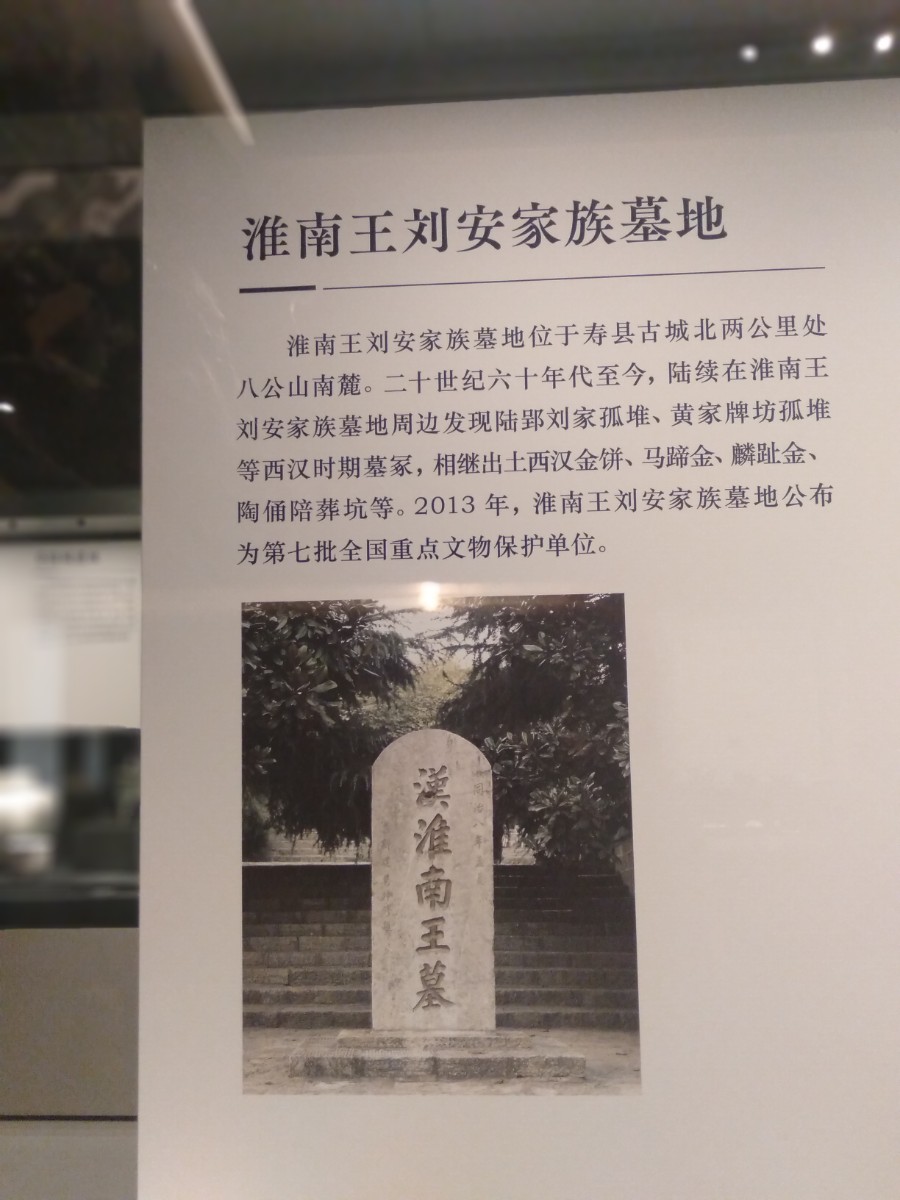 淮南王刘安家族墓地
淮南王刘安家族墓地位于寿县古城北两公里处
八公山南麓。二十世纪六十年代至今，陆续在淮南王
刘安家族墓地周边发现陆郢刘家孤堆、黄家牌坊孤堆
等西汉时期墓冢，相继出土西汉金饼、马蹄金、麟趾金、
陶俑陪葬坑等。2013 年，淮南王刘安家族墓地公布
为第七批全国重点文物保护单位。
漢淮南王墓